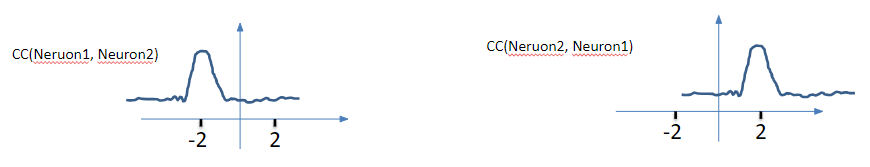 CC(Neruon1, Neuron2)
-2 2
CC(Neruon2, Neuron1)
-2 2